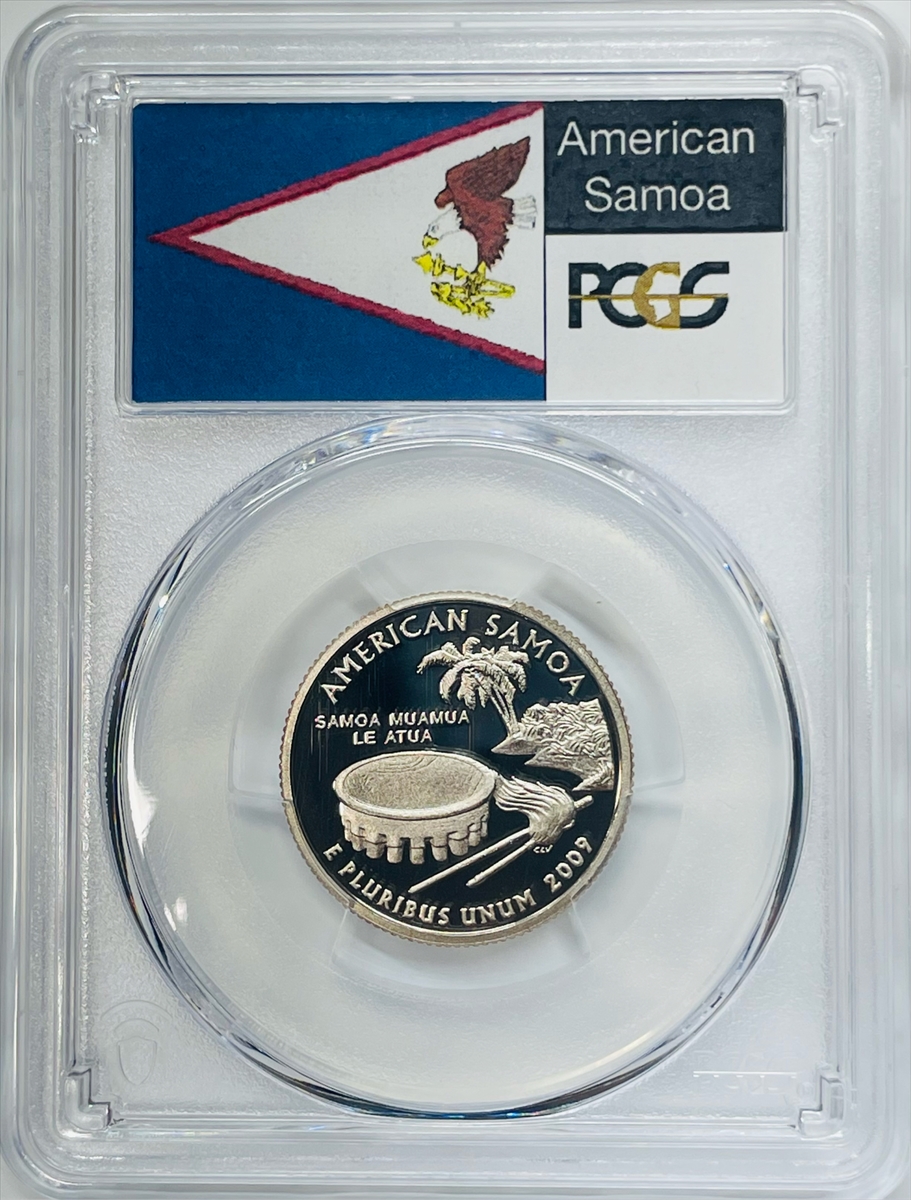 American
Samoa
PCGS
AMERICAN SAMOA
SAMOA MUAMUA
LE ATUA
CLV
E PLURIBUS UNUM 2009